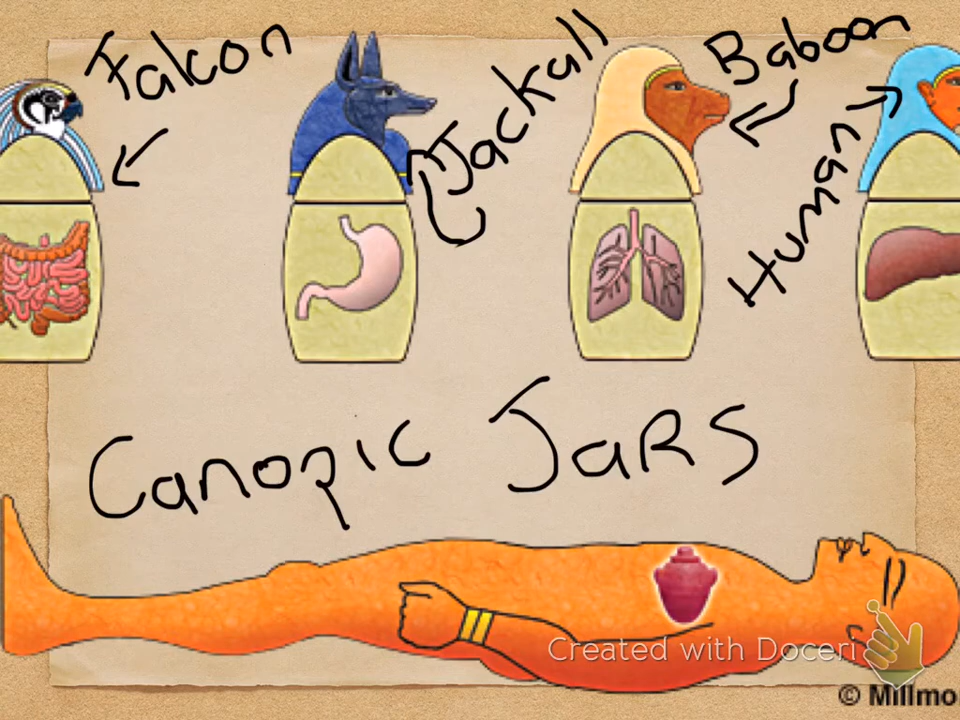 Falcon
Jackall
Baboon
Human
Canopic JaRS
Created with Doceri
© Millmo